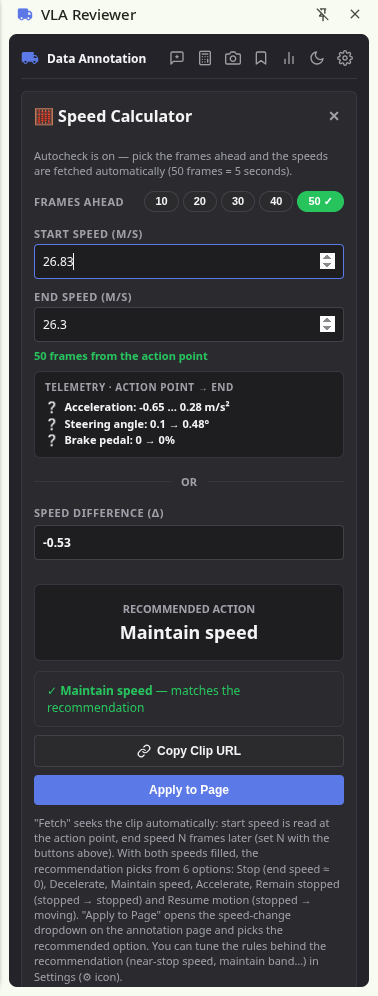 VLA Reviewer
Data Annotation
Speed Calculator
Autocheck is on — pick the frames ahead and the speeds
are fetched automatically (50 frames = 5 seconds).
FRAMES AHEAD 10 20 30 40 50 ✓
START SPEED (M/S)
26.83
END SPEED (M/S)
26.3
50 frames from the action point
TELEMETRY · ACTION POINT → END
? Acceleration: -0.65 … 0.28 m/s²
? Steering angle: 0.1 → 0.48°
? Brake pedal: 0 → 0%
OR
SPEED DIFFERENCE (Δ)
-0.53
RECOMMENDED ACTION
Maintain speed
✓ Maintain speed — matches the
recommendation
Copy Clip URL
Apply to Page
"Fetch" seeks the clip automatically: start speed is read at
the action point, end speed N frames later (set N with the
buttons above). With both speeds filled, the
recommendation picks from 6 options: Stop (end speed ≈
0), Decelerate, Maintain speed, Accelerate, Remain stopped
(stopped → stopped) and Resume motion (stopped →
moving). "Apply to Page" opens the speed-change
dropdown on the annotation page and picks the
recommended option. You can tune the rules behind the
recommendation (near-stop speed, maintain band…) in
Settings (⚙ icon).